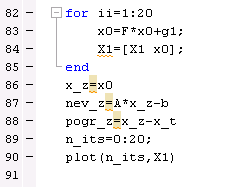 82 - for ii=1:20
83 - x0=F*x0+g1;
84 - X1=[X1 x0];
85 - end
86 - x_z=x0
87 - nev_z=A*x_z-b
88 - pogr_z=x_z-x_t
89 - n_its=0:20;
90 - plot(n_its,X1)
91